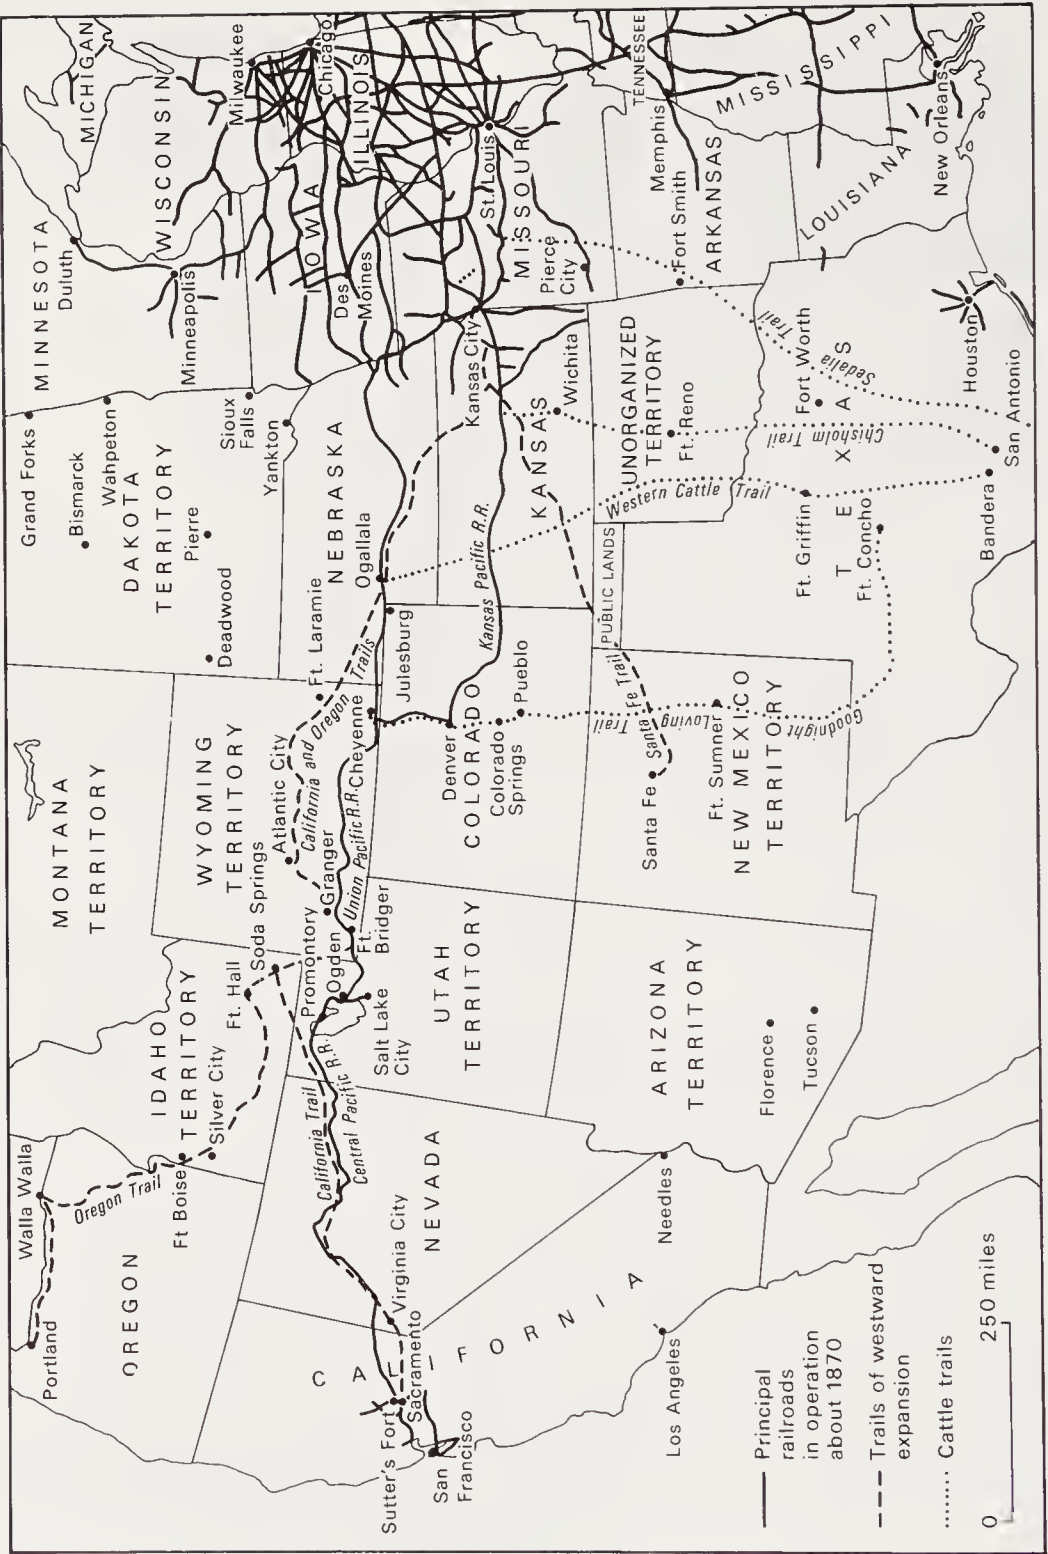 Portland
Walla Walla
OREGON
Oregon Trail
Ft Boise
Silver City
IDAHO
TERRITORY
Ft. Hall
Soda Springs
MONTANA
TERRITORY
WYOMING
TERRITORY
Atlantic City
Granger
California and Oregon Trails
Union Pacific R.R.
Ft. Laramie
Cheyenne
DAKOTA
TERRITORY
Grand Forks
Bismarck
Wahpeton
Pierre
Deadwood
Sioux
Falls
Yankton
MINNESOTA
Duluth
Minneapolis
WISCONSIN
MICHIGAN
Milwaukee
Chicago
ILLINOIS
IOWA
Des
Moines
NEBRASKA
Ogallala
Julesburg
Promontory
Ogden
Ft.
Bridger
Salt Lake
City
UTAH
TERRITORY
California Trail
Central Pacific R.R.
NEVADA
Virginia City
Sacramento
Sutter's Fort
San
Francisco
CALIFORNIA
Los Angeles
Needles
ARIZONA
TERRITORY
Florence
Tucson
COLORADO
Denver
Colorado
Springs
Pueblo
Kansas Pacific R.R.
KANSAS
Kansas City
Wichita
MISSOURI
St. Louis
Pierce
City
Santa Fe
Santa Fe Trail
Ft. Sumner
NEW MEXICO
TERRITORY
Goodnight Loving Trail
PUBLIC LANDS
UNORGANIZED
TERRITORY
Ft. Reno
Western Cattle Trail
Chisholm Trail
Sedalia Trail
Fort Smith
ARKANSAS
Memphis
TENNESSEE
MISSISSIPPI
LOUISIANA
New Orleans
TEXAS
Ft. Griffin
Ft. Concho
Fort Worth
Bandera
San Antonio
Houston
Principal
railroads
in operation
about 1870
Trails of westward
expansion
Cattle trails
0 250 miles